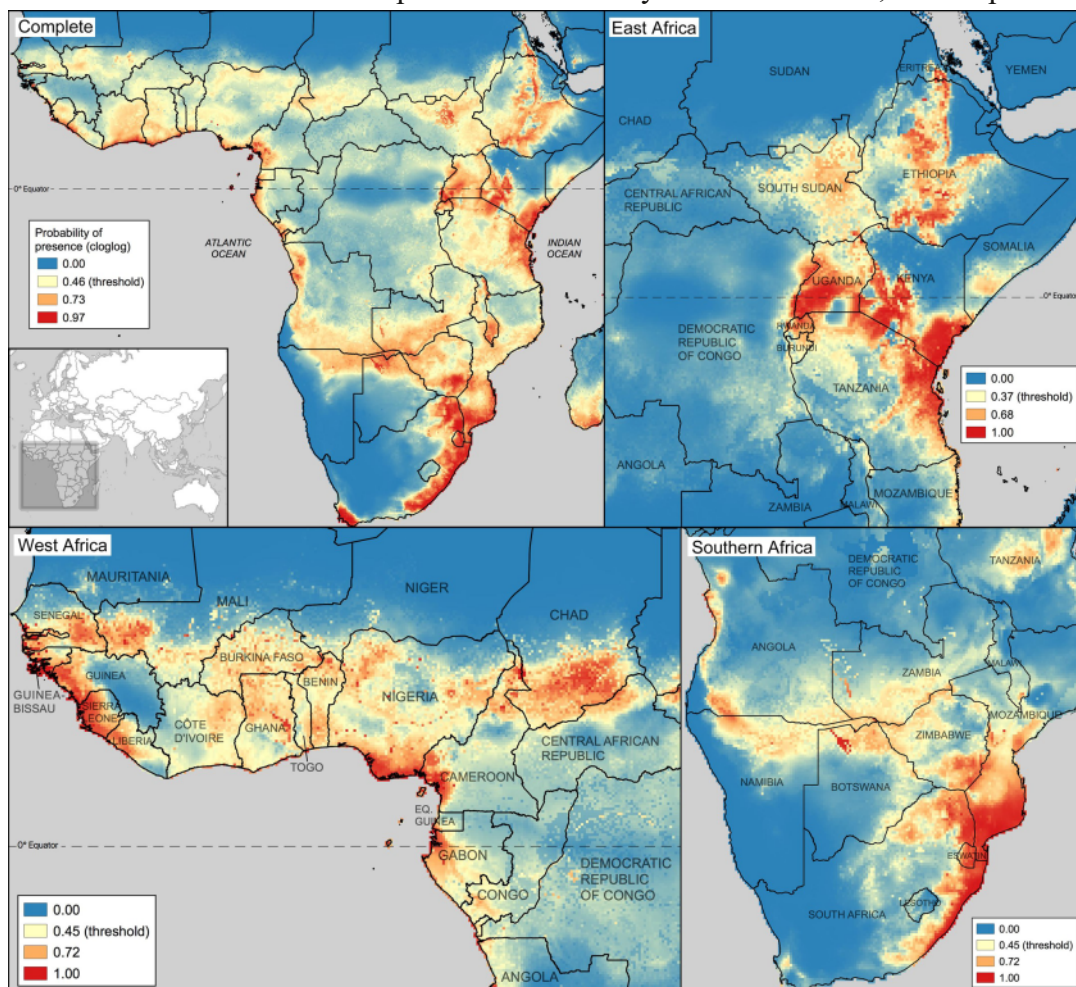 Complete
0° Equator
Probability of
presence (cloglog)
0.00
0.46 (threshold)
0.73
0.97
ATLANTIC
OCEAN
INDIAN
OCEAN
East Africa
SUDAN
ERITREA
YEMEN
CHAD
CENTRAL AFRICAN
REPUBLIC
SOUTH SUDAN
ETHIOPIA
SOMALIA
UGANDA
KENYA
0° Equator
RWANDA
BURUNDI
DEMOCRATIC
REPUBLIC
OF CONGO
TANZANIA
0.00
0.37 (threshold)
0.68
1.00
ANGOLA
ZAMBIA
MALAWI
MOZAMBIQUE
West Africa
MAURITANIA
MALI
NIGER
CHAD
SENEGAL
BURKINA FASO
GUINEA
BENIN
NIGERIA
GUINEA-
BISSAU
SIERRA
LEONE
CÔTE
D'IVOIRE
GHANA
LIBERIA
TOGO
CENTRAL AFRICAN
REPUBLIC
CAMEROON
EQ.
GUINEA
0° Equator
GABON
CONGO
DEMOCRATIC
REPUBLIC
OF CONGO
ANGOLA
0.00
0.45 (threshold)
0.72
1.00
Southern Africa
DEMOCRATIC
REPUBLIC
OF CONGO
TANZANIA
ANGOLA
ZAMBIA
MALAWI
MOZAMBIQUE
ZIMBABWE
NAMIBIA
BOTSWANA
ESWATINI
LESOTHO
SOUTH AFRICA
0.00
0.45 (threshold)
0.72
1.00